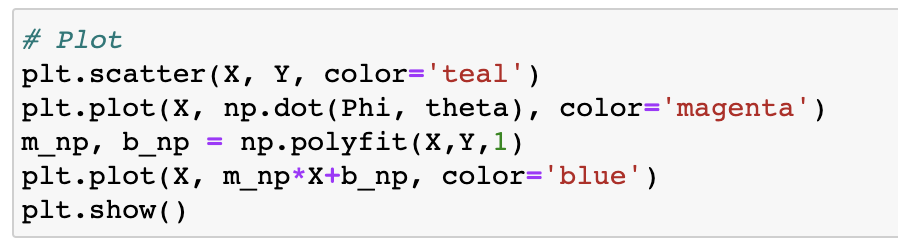 # Plot
plt.scatter(X, Y, color='teal')
plt.plot(X, np.dot(Phi, theta), color='magenta')
m_np, b_np = np.polyfit(X,Y,1)
plt.plot(X, m_np*X+b_np, color='blue')
plt.show()